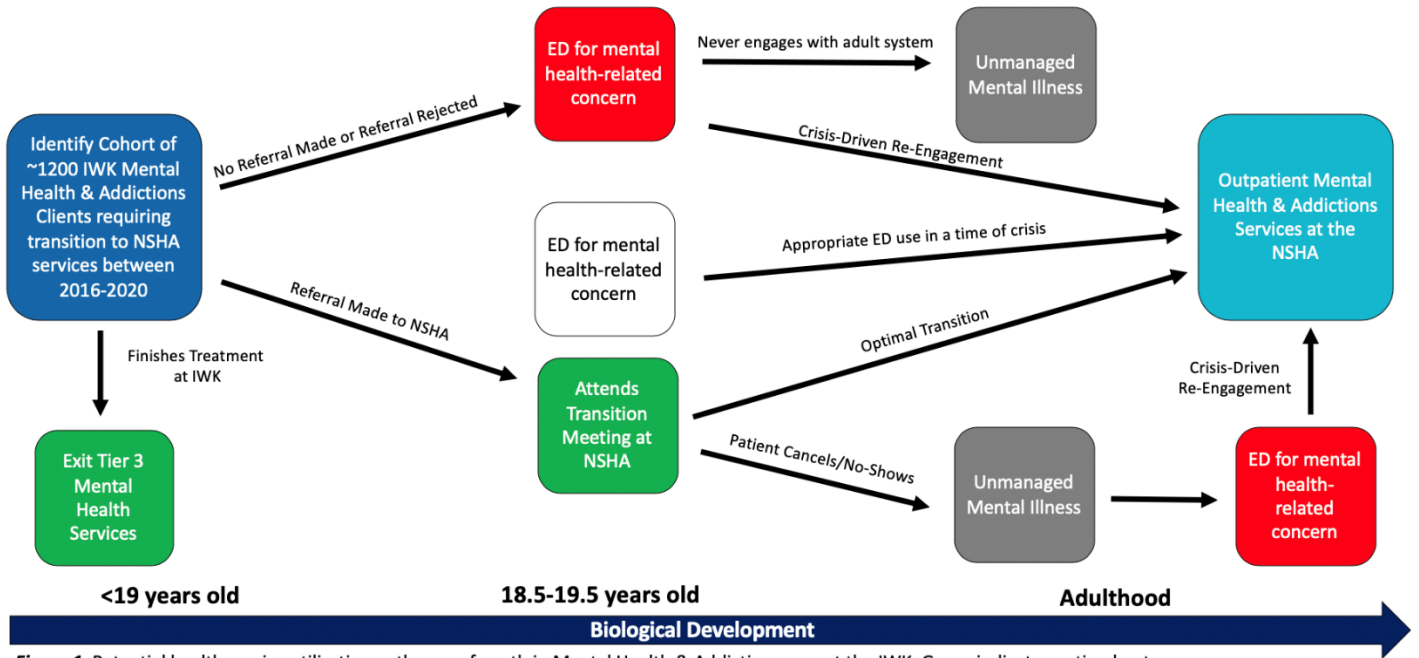 Identify Cohort of
~1200 IWK Mental
Health & Addictions
Clients requiring
transition to NSHA
services between
2016-2020
No Referral Made or Referral Rejected
Referral Made to NSHA
Finishes Treatment
at IWK
Exit Tier 3
Mental
Health
Services
ED for mental
health-related
concern
ED for mental
health-related
concern
Attends
Transition
Meeting at
NSHA
Never engages with adult system
Crisis-Driven Re-Engagement
Appropriate ED use in a time of crisis
Optimal Transition
Patient Cancels/No-Shows
Unmanaged
Mental Illness
Unmanaged
Mental Illness
Outpatient Mental
Health & Addictions
Services at the
NSHA
Crisis-Driven
Re-Engagement
ED for mental
health-
related
concern
<19 years old
18.5-19.5 years old
Adulthood
Biological Development